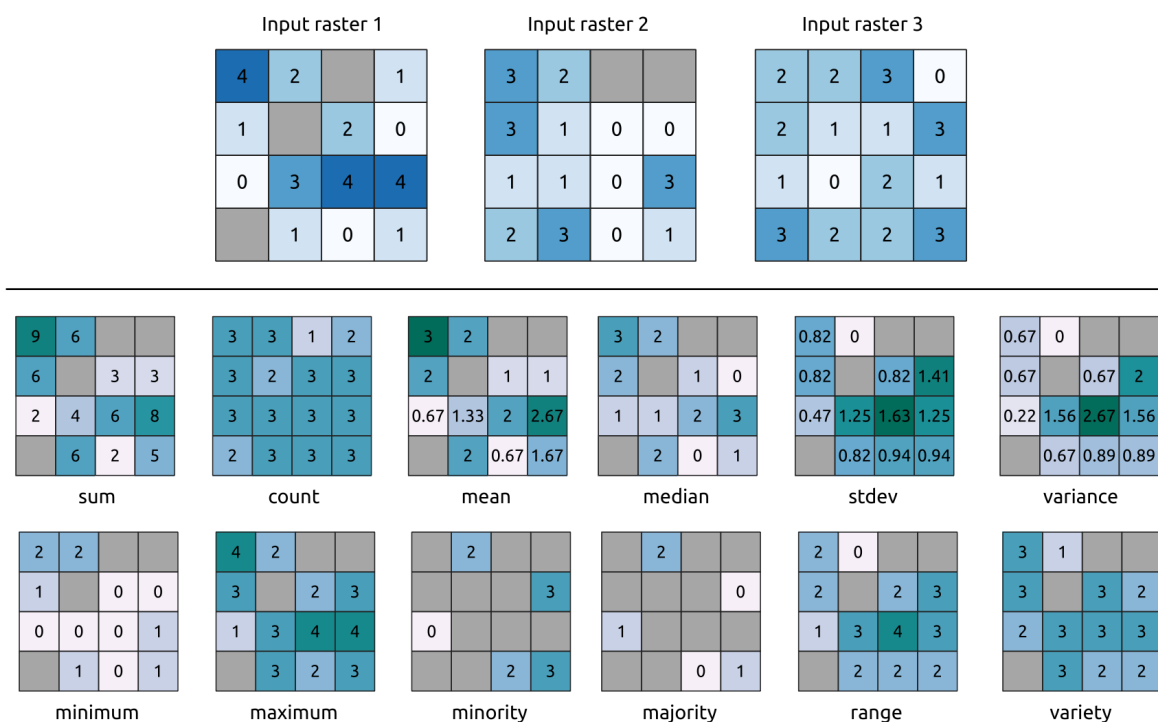 Input raster 1 Input raster 2 Input raster 3
4 2 1 3 2 2 2 3 0
1 2 0 3 1 0 0 2 1 1 3
0 3 4 4 1 1 0 3 1 0 2 1
1 0 1 2 3 0 1 3 2 2 3
9 6 3 3 1 2 3 2 3 2 0.82 0 0.67 0
6 3 3 3 2 3 3 2 1 1 2 1 0 0.82 0.82 1.41 0.67 0.67 2
2 4 6 8 3 3 3 3 0.67 1.33 2 2.67 1 1 2 3 0.47 1.25 1.63 1.25 0.22 1.56 2.67 1.56
6 2 5 2 3 3 3 2 0.67 1.67 2 0 1 0.82 0.94 0.94 0.67 0.89 0.89
sum count mean median stdev variance
2 2 4 2 2 2 2 0 3 1
1 0 0 3 2 3 3 0 2 2 3 3 3 2
0 0 0 1 1 3 4 4 0 1 1 3 4 3 2 3 3 3
1 0 1 3 2 3 2 3 0 1 2 2 2 3 2 2
minimum maximum minority majority range variety